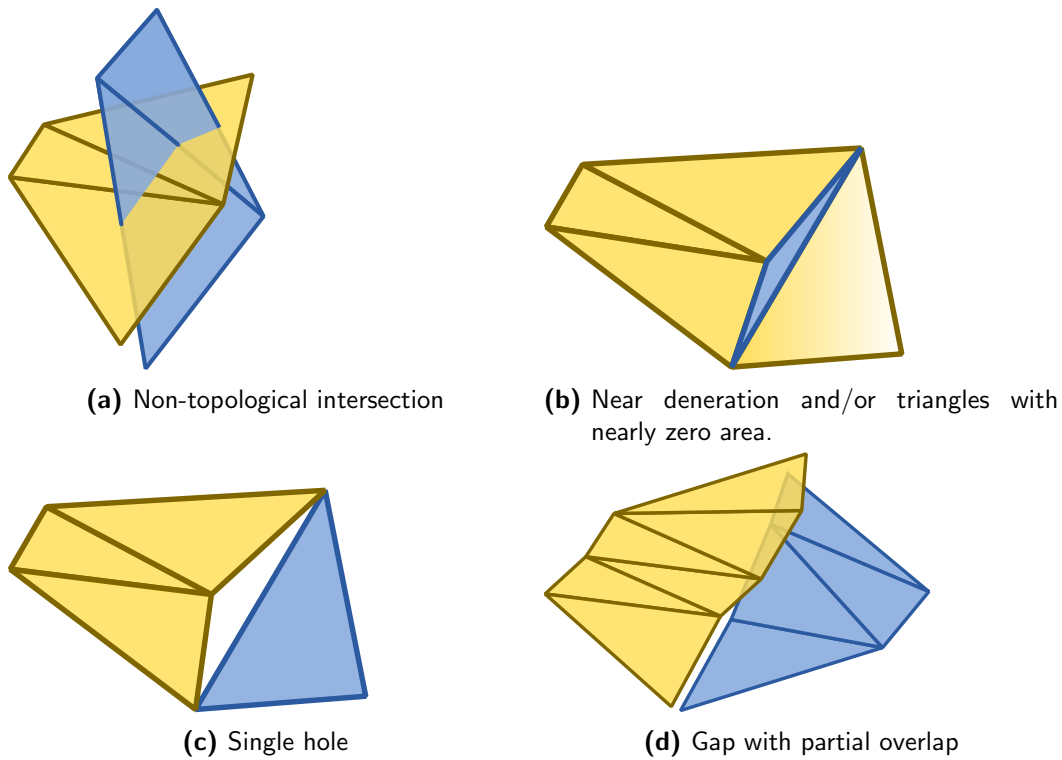 (a) Non-topological intersection
(b) Near deneration and/or triangles with
nearly zero area.
(c) Single hole
(d) Gap with partial overlap